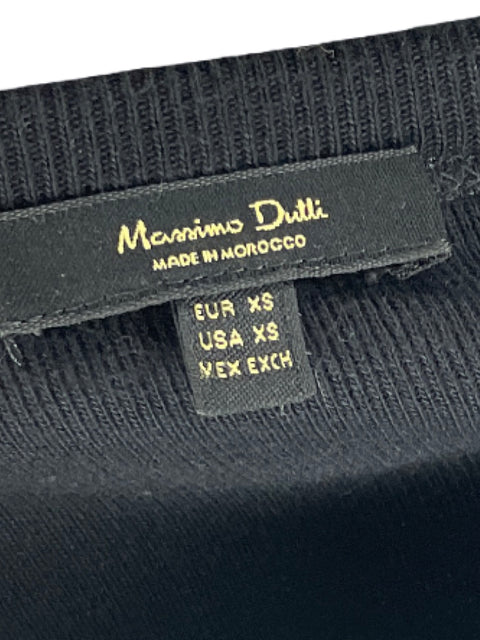 Massimo Dutti
MADE IN MOROCCO
EUR XS
USA XS
MEX EXCH